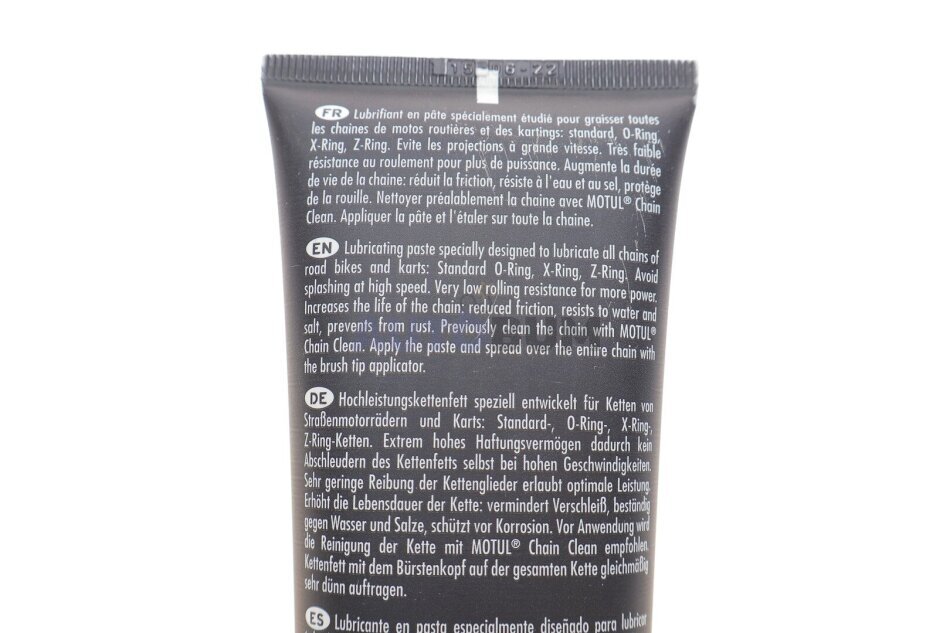 FR Lubrifiant en pâte spécialement étudié pour graisser toutes
les chaines de motos routières et des kartings: standard, O-Ring,
X-Ring, Z-Ring. Evite les projections à grande vitesse. Très faible
résistance au roulement pour plus de puissance. Augmente la durée
de vie de la chaine: réduit la friction, résiste à l'eau et au sel, protège
de la rouille. Nettoyer préalablement la chaine avec MOTUL® Chain
Clean. Appliquer la pâte et l'étaler sur toute la chaine.
EN Lubricating paste specially designed to lubricate all chains of
road bikes and karts: Standard O-Ring, X-Ring, Z-Ring. Avoid
splashing at high speed. Very low rolling resistance for more power.
Increases the life of the chain: reduced friction, resists to water and
salt, prevents from rust. Previously clean the chain with MOTUL®
Chain Clean. Apply the paste and spread over the entire chain with
the brush tip applicator.
DE Hochleistungskettenfett speziell entwickelt für Ketten von
Straßenmotorrädern und Karts: Standard-, O-Ring-, X-Ring-,
Z-Ring-Ketten. Extrem hohes Haftungsvermögen dadurch kein
Abschleudern des Kettenfetts selbst bei hohen Geschwindigkeiten.
Sehr geringe Reibung der Kettenglieder erlaubt optimale Leistung.
Erhöht die Lebensdauer der Kette: vermindert Verschleiß, beständig
gegen Wasser und Salze, schützt vor Korrosion. Vor Anwendung wird
die Reinigung der Kette mit MOTUL® Chain Clean empfohlen.
Kettenfett mit dem Bürstenkopf auf der gesamten Kette gleichmäßig
sehr dünn auftragen.
ES Lubricante en pasta especialmente diseñado para lubricar